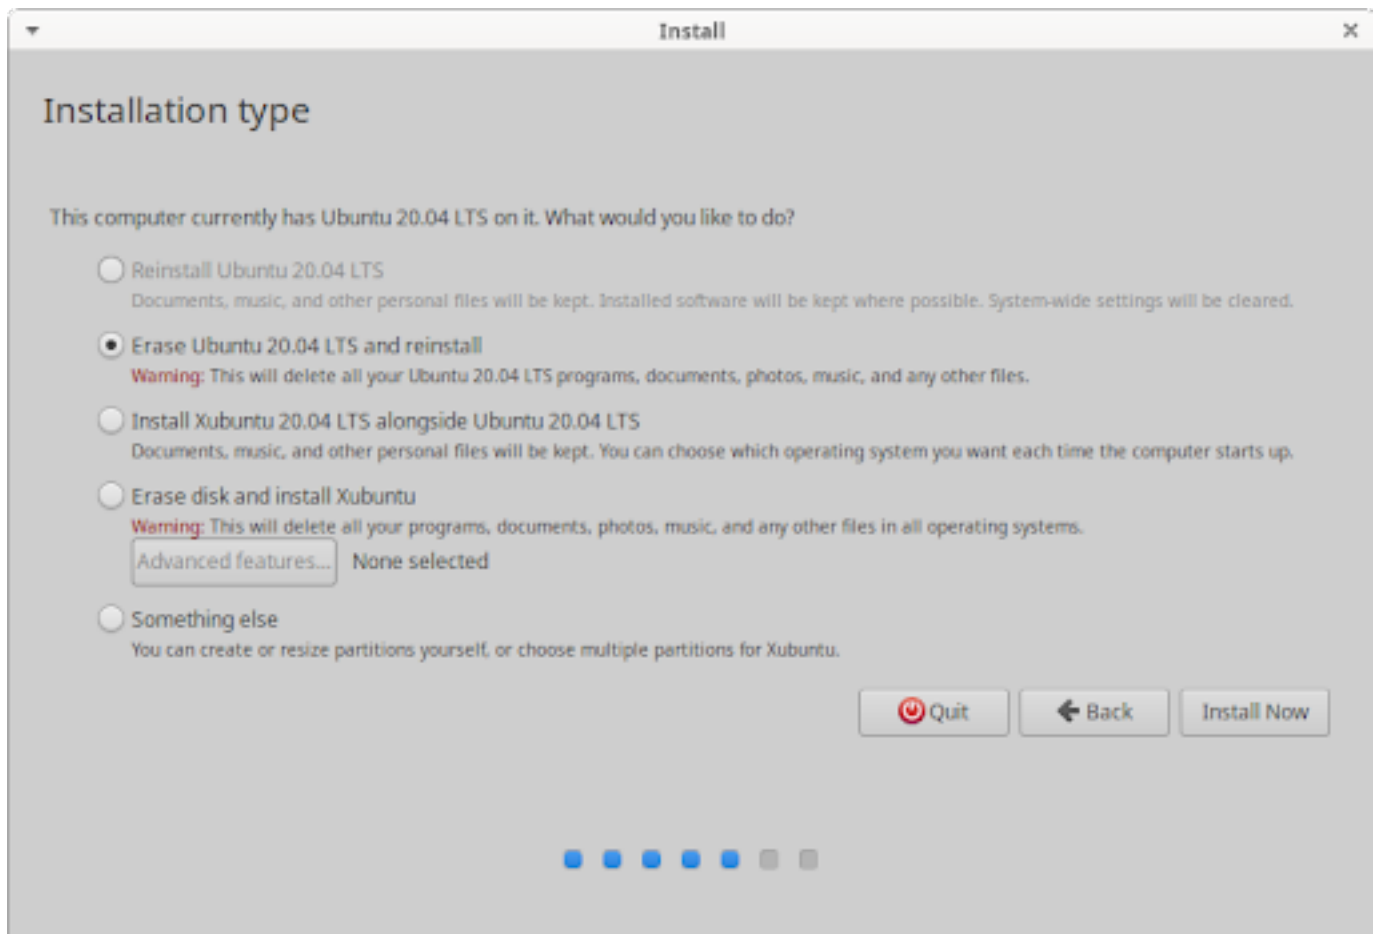 Install
Installation type
This computer currently has Ubuntu 20.04 LTS on it. What would you like to do?
Reinstall Ubuntu 20.04 LTS
Documents, music, and other personal files will be kept. Installed software will be kept where possible. System-wide settings will be cleared.
Erase Ubuntu 20.04 LTS and reinstall
Warning: This will delete all your Ubuntu 20.04 LTS programs, documents, photos, music, and any other files.
Install Xubuntu 20.04 LTS alongside Ubuntu 20.04 LTS
Documents, music, and other personal files will be kept. You can choose which operating system you want each time the computer starts up.
Erase disk and install Xubuntu
Warning: This will delete all your programs, documents, photos, music, and any other files in all operating systems.
Advanced features... None selected
Something else
You can create or resize partitions yourself, or choose multiple partitions for Xubuntu.
Quit Back Install Now